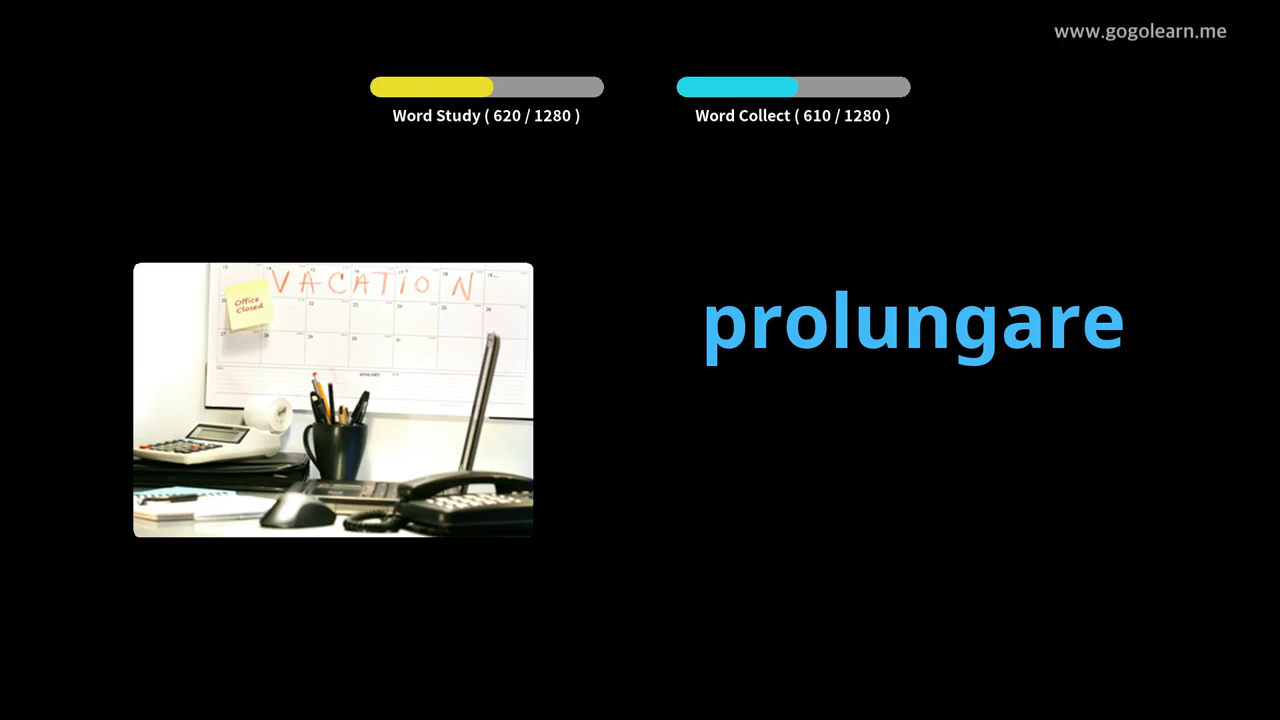 www.gogolearn.me
Word Study ( 620 / 1280 )
Word Collect ( 610 / 1280 )
VACATION
Office
Closed
prolungare